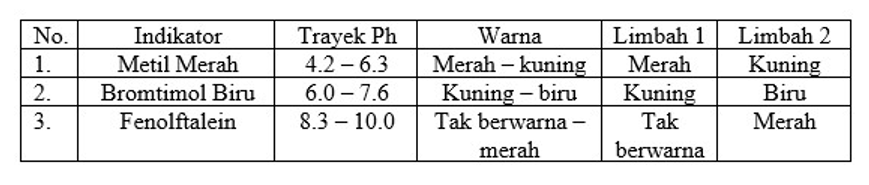 No. Indikator Trayek Ph Warna Limbah 1 Limbah 2
1. Metil Merah 4.2 – 6.3 Merah – kuning Merah Kuning
2. Bromtimol Biru 6.0 – 7.6 Kuning – biru Kuning Biru
3. Fenolftalein 8.3 – 10.0 Tak berwarna – Tak Merah
merah berwarna